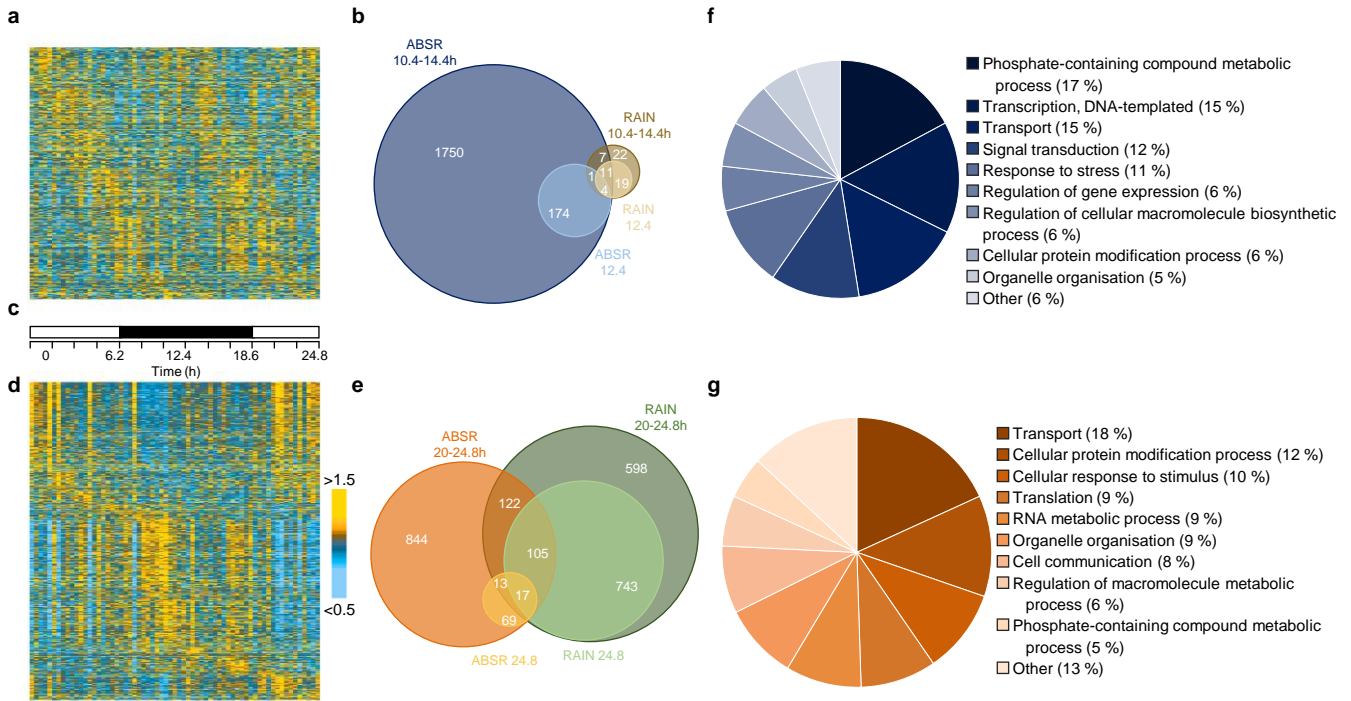 a
b
f
ABSR
10.4-14.4h
RAIN
10.4-14.4h
1750
7
22
1
11
4
19
174
RAIN
12.4
ABSR
12.4
Phosphate-containing compound metabolic
process (17 %)
Transcription, DNA-templated (15 %)
Transport (15 %)
Signal transduction (12 %)
Response to stress (11 %)
Regulation of gene expression (6 %)
Regulation of cellular macromolecule biosynthetic
process (6 %)
Cellular protein modification process (6 %)
Organelle organisation (5 %)
Other (6 %)
c
0 6.2 12.4 18.6 24.8
Time (h)
d
>1.5
<0.5
e
RAIN
20-24.8h
ABSR
20-24.8h
598
122
844
105
13
17
743
69
ABSR 24.8
RAIN 24.8
g
Transport (18 %)
Cellular protein modification process (12 %)
Cellular response to stimulus (10 %)
Translation (9 %)
RNA metabolic process (9 %)
Organelle organisation (9 %)
Cell communication (8 %)
Regulation of macromolecule metabolic
process (6 %)
Phosphate-containing compound metabolic
process (5 %)
Other (13 %)